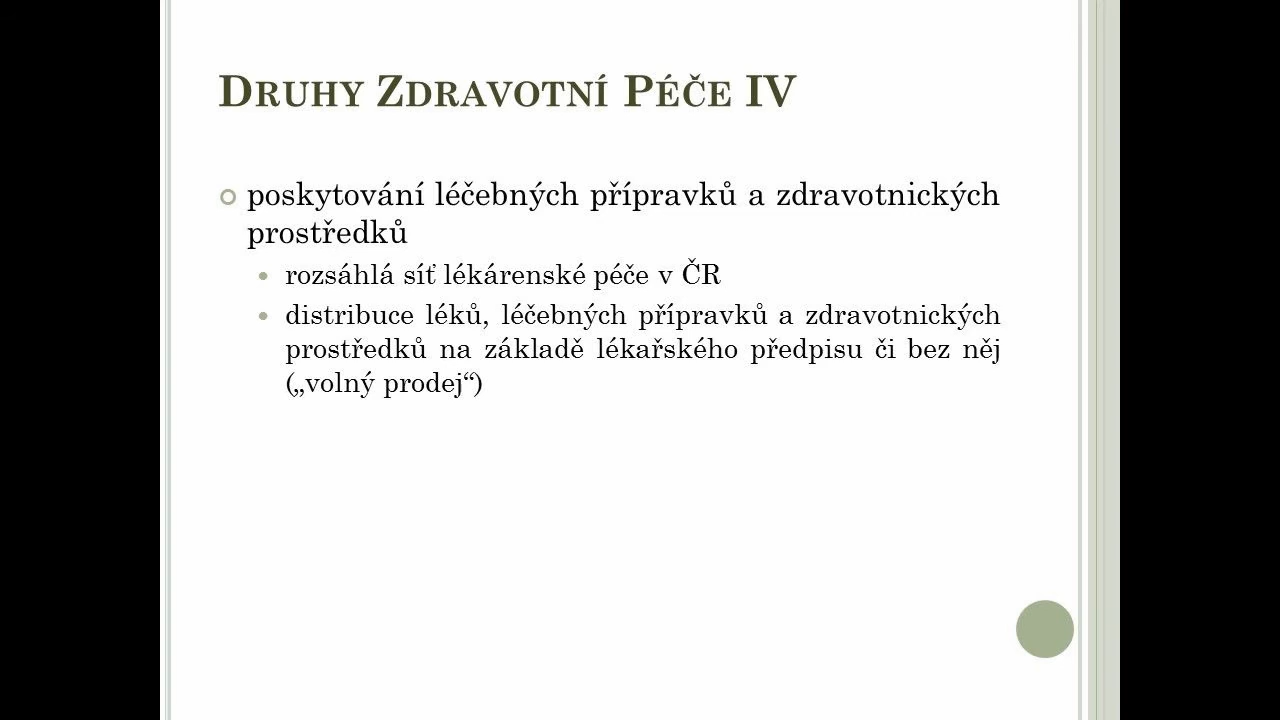 Druhy Zdravotní Péče IV
poskytování léčebných přípravků a zdravotnických
prostředků
rozsáhlá síť lékárenské péče v ČR
distribuce léků, léčebných přípravků a zdravotnických
prostředků na základě lékařského předpisu či bez něj
(„volný prodej“)